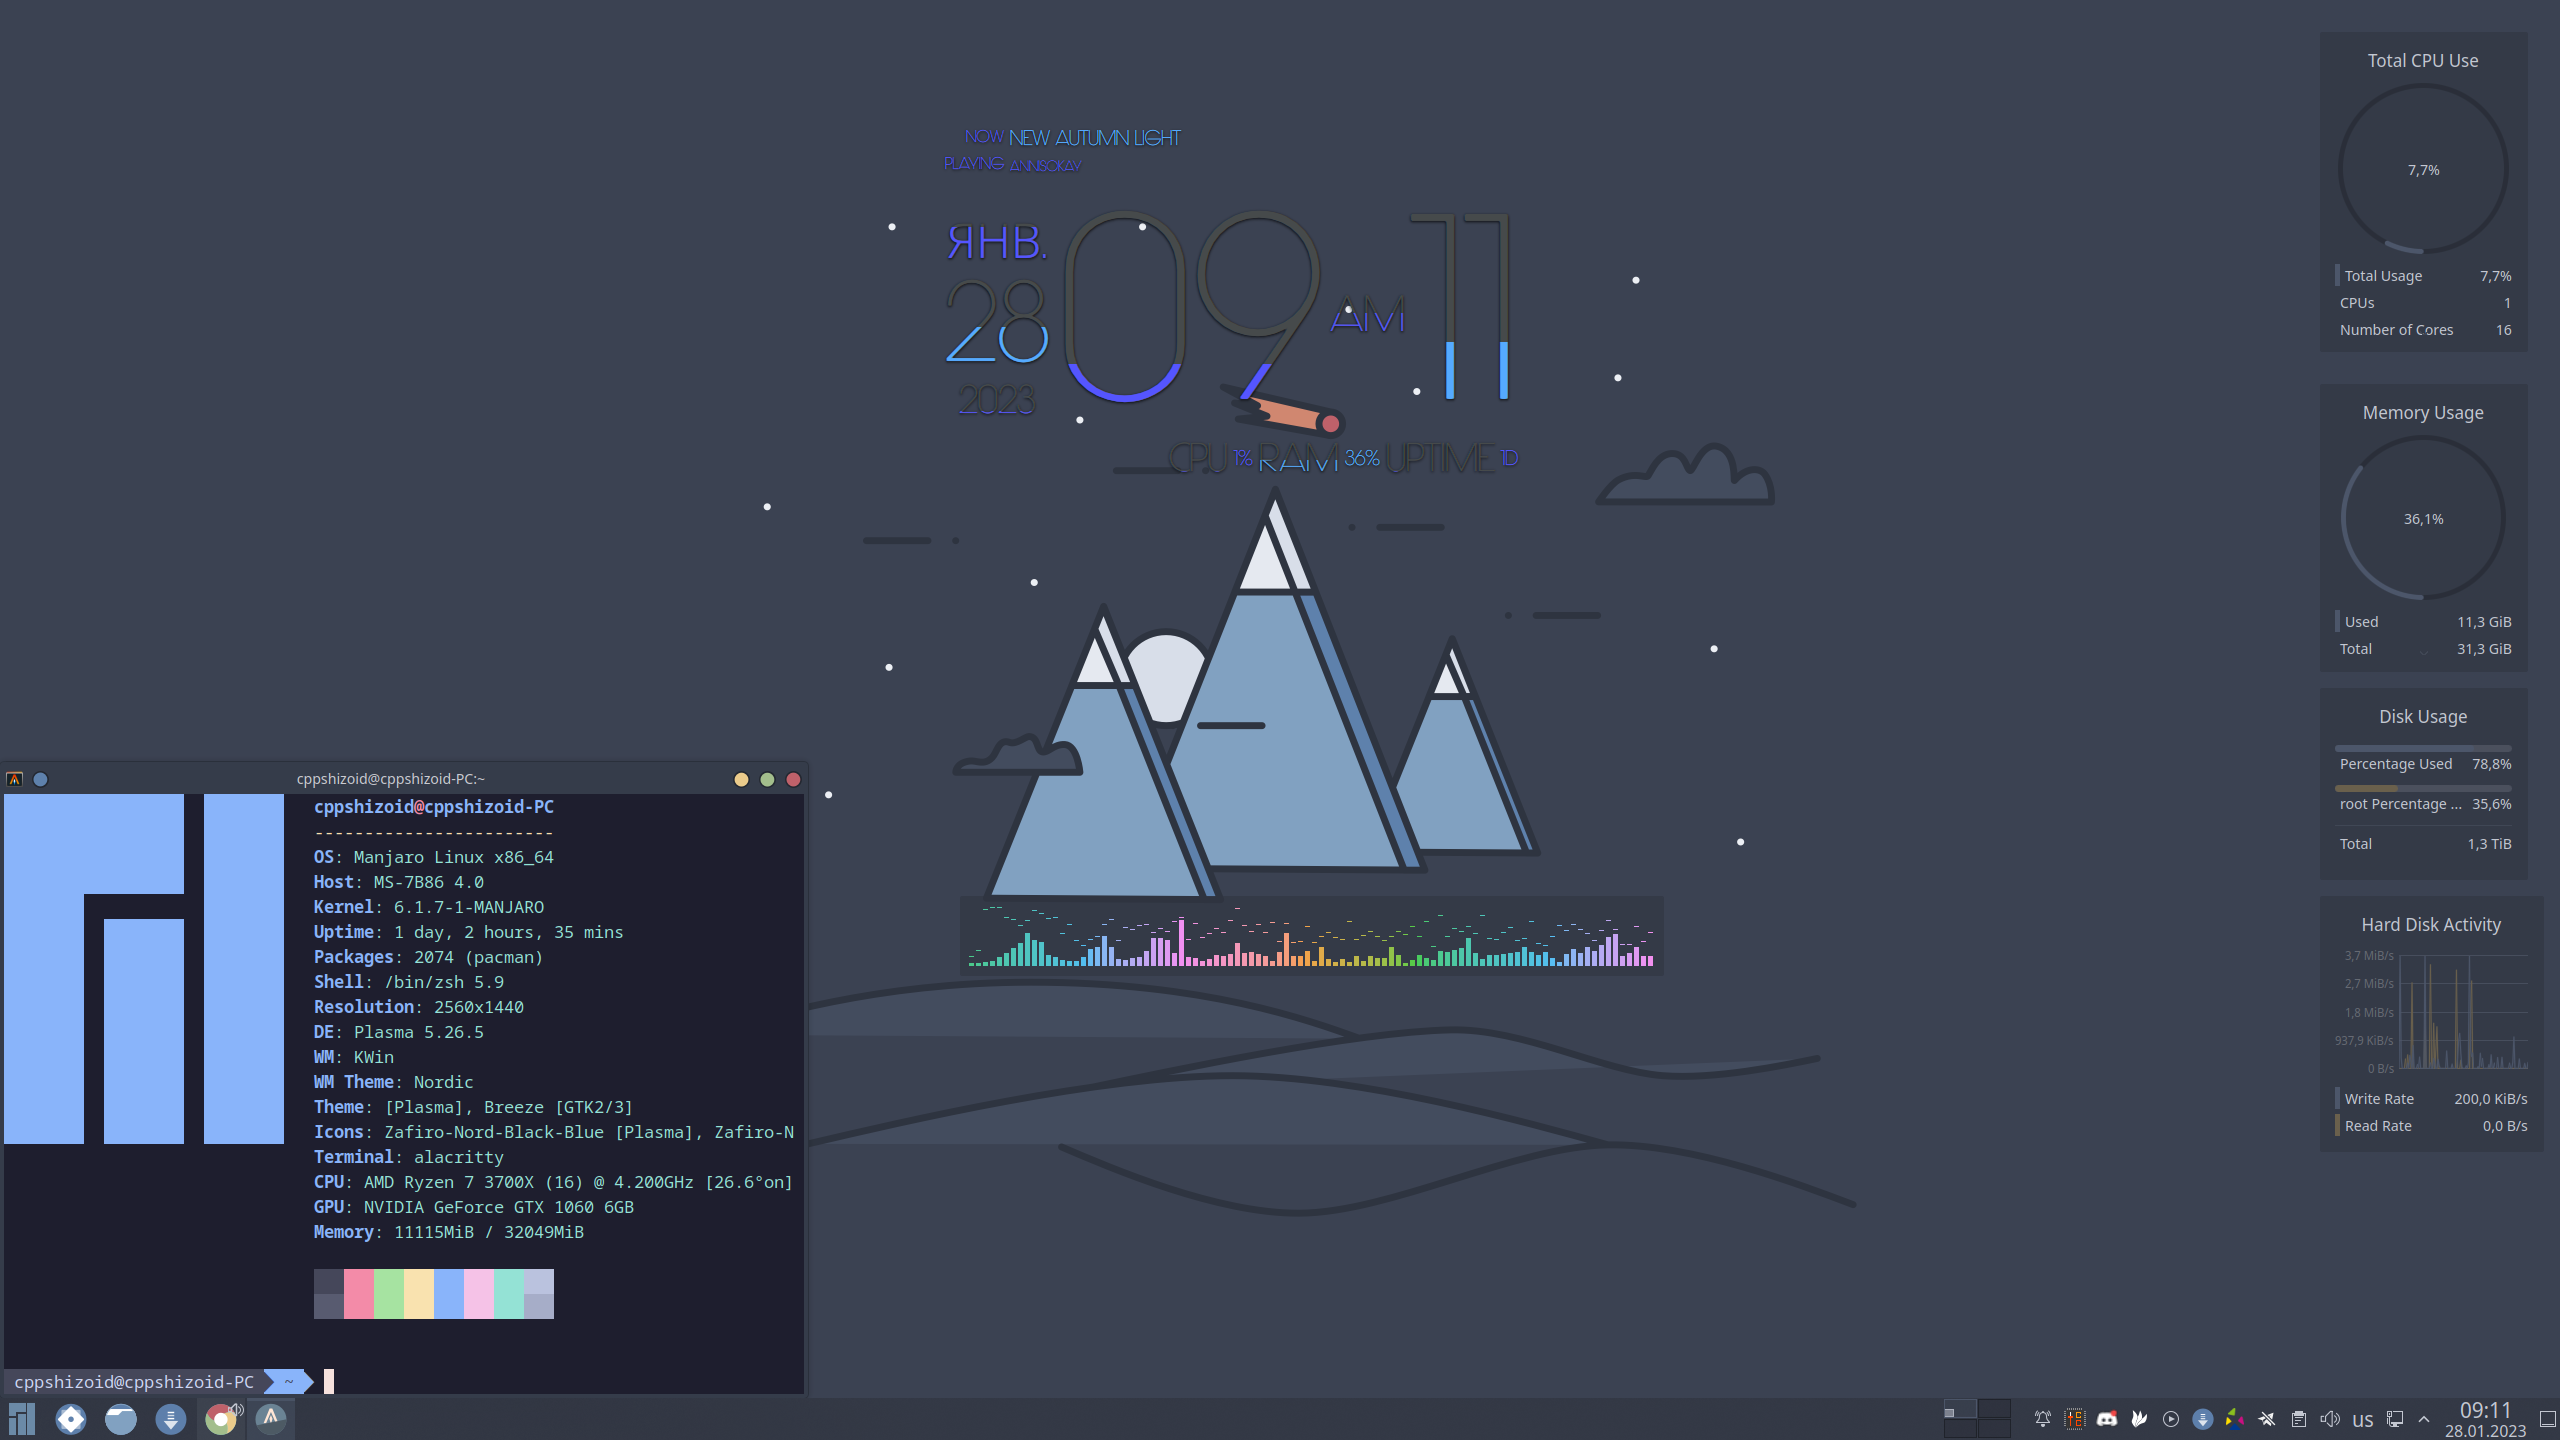 NOW NEW AUTUMN LIGHT
PLAYING ANNISOKAY
ЯНВ.
28
2023
09
AM
11
CPU 1% RAM 36% UPTIME 1D
Total CPU Use
7,7%
Total Usage 7,7%
CPUs 1
Number of Cores 16
Memory Usage
36,1%
Used 11,3 GiB
Total 31,3 GiB
Disk Usage
Percentage Used 78,8%
root Percentage ... 35,6%
Total 1,3 TiB
Hard Disk Activity
3,7 MiB/s
2,7 MiB/s
1,8 MiB/s
937,9 KiB/s
0 B/s
Write Rate 200,0 KiB/s
Read Rate 0,0 B/s
cppshizoid@cppshizoid-PC:~
cppshizoid@cppshizoid-PC
------------------------
OS: Manjaro Linux x86_64
Host: MS-7B86 4.0
Kernel: 6.1.7-1-MANJARO
Uptime: 1 day, 2 hours, 35 mins
Packages: 2074 (pacman)
Shell: /bin/zsh 5.9
Resolution: 2560x1440
DE: Plasma 5.26.5
WM: KWin
WM Theme: Nordic
Theme: [Plasma], Breeze [GTK2/3]
Icons: Zafiro-Nord-Black-Blue [Plasma], Zafiro-N
Terminal: alacritty
CPU: AMD Ryzen 7 3700X (16) @ 4.200GHz [26.6°on]
GPU: NVIDIA GeForce GTX 1060 6GB
Memory: 11115MiB / 32049MiB
cppshizoid@cppshizoid-PC ~
us
09:11
28.01.2023